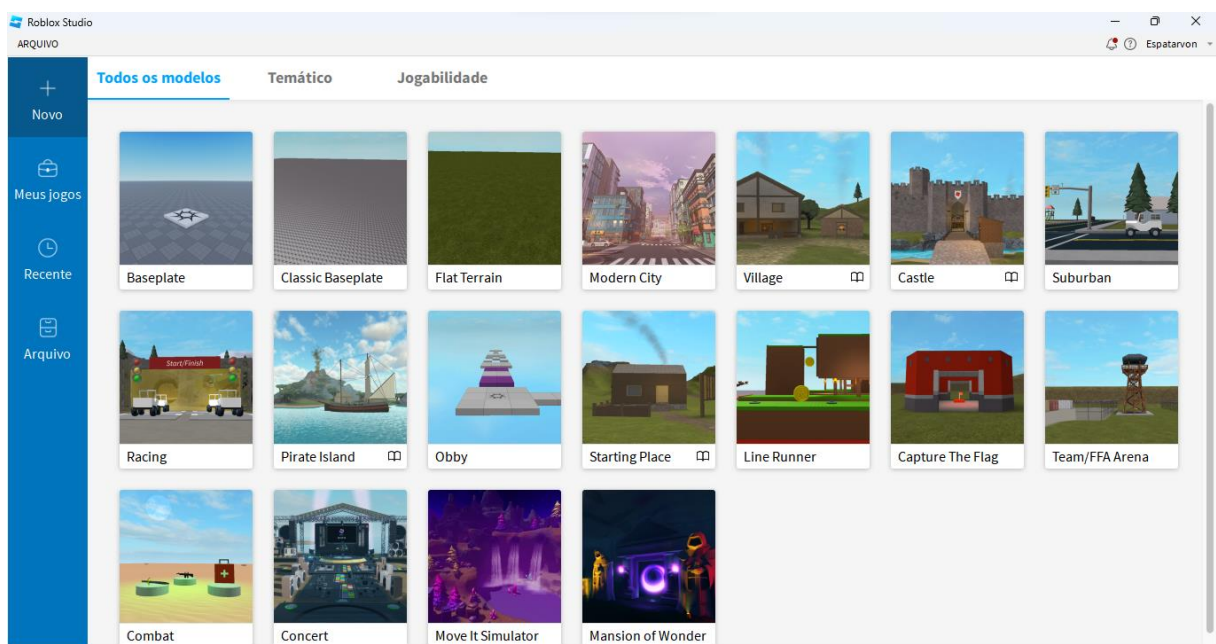 Roblox Studio
ARQUIVO
Espatarvon
Novo
Meus jogos
Recente
Arquivo
Todos os modelos Temático Jogabilidade
Baseplate Classic Baseplate Flat Terrain Modern City Village Castle Suburban
Start/Finish
Racing Pirate Island Obby Starting Place Line Runner Capture The Flag Team/FFA Arena
Combat Concert Move It Simulator Mansion of Wonder